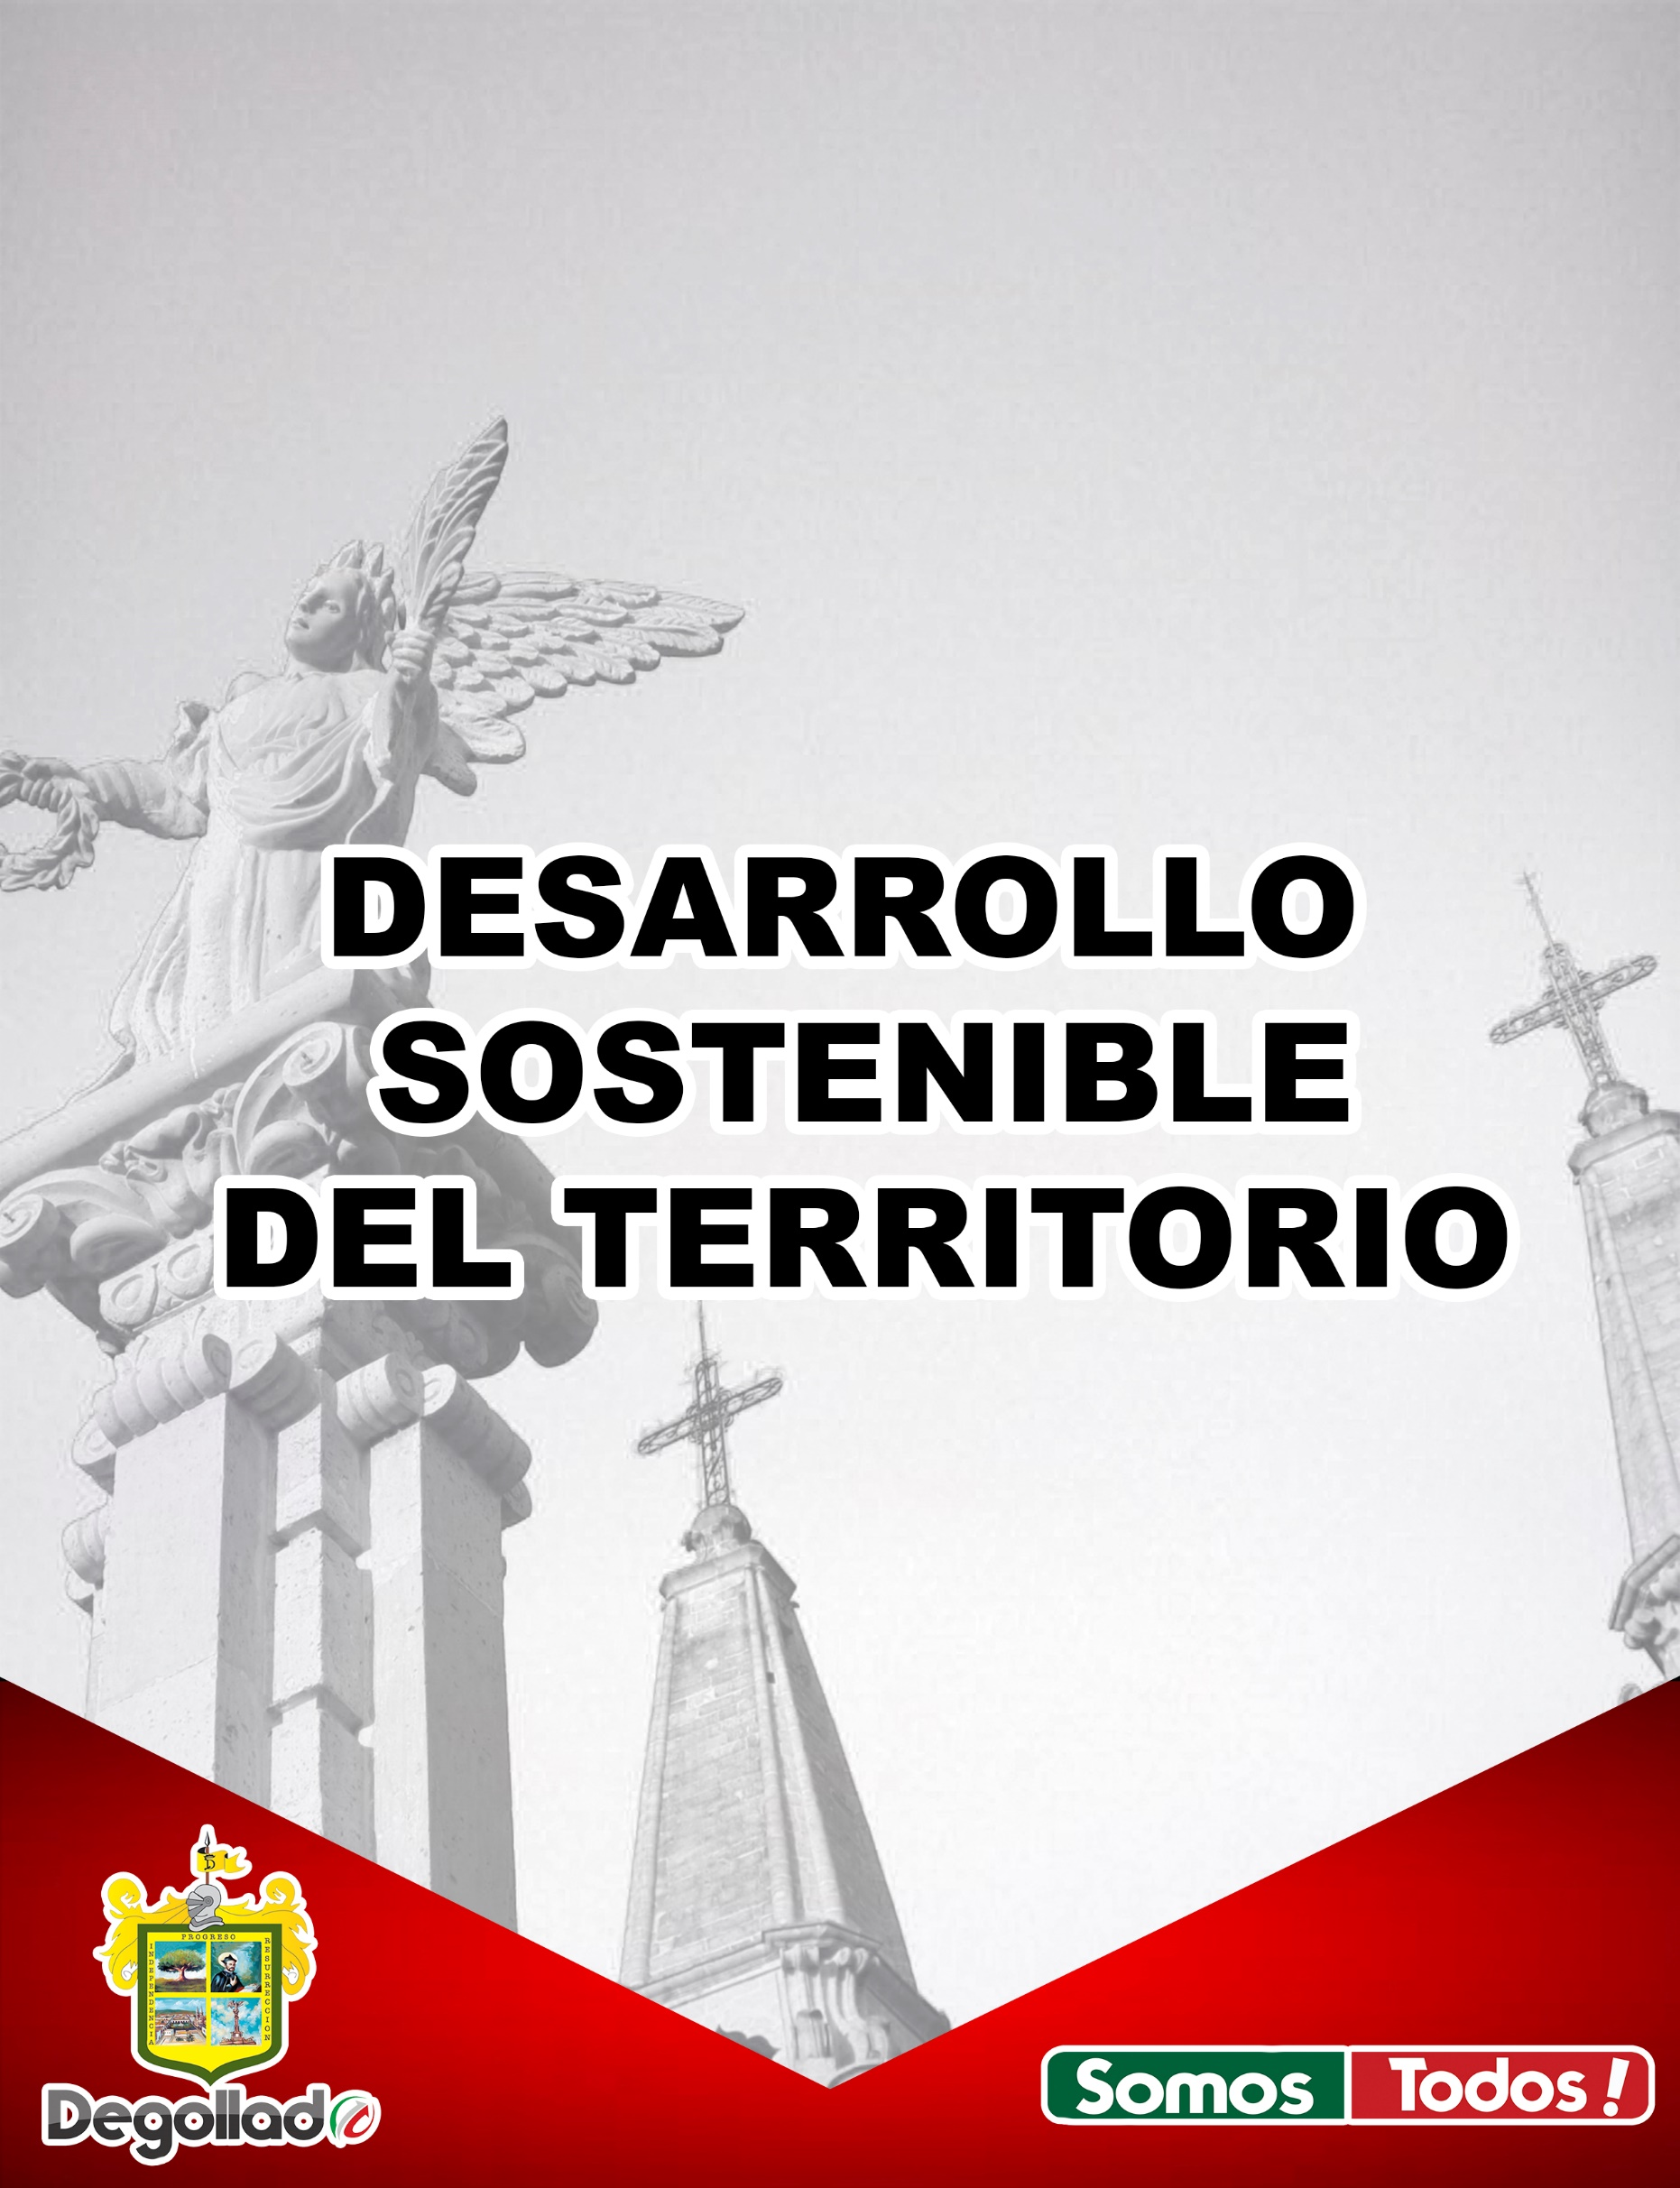 DESARROLLO
SOSTENIBLE
DEL TERRITORIO
PROGRESO
INDEPENDENCIA
RESURRECCION
Degollado
Somos Todos!